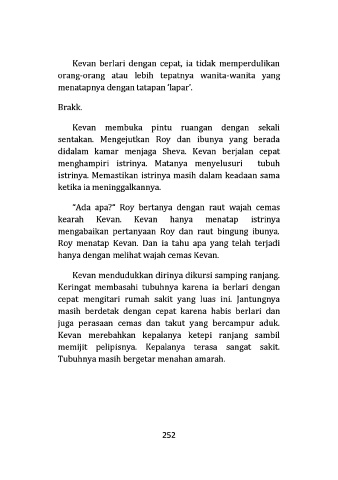 Kevan berlari dengan cepat, ia tidak memperdulikan
orang-orang atau lebih tepatnya wanita-wanita yang
menatapnya dengan tatapan 'lapar'.
Brakk.
Kevan membuka pintu ruangan dengan sekali
sentakan. Mengejutkan Roy dan ibunya yang berada
didalam kamar menjaga Sheva. Kevan berjalan cepat
menghampiri istrinya. Matanya menyelusuri tubuh
istrinya. Memastikan istrinya masih dalam keadaan sama
ketika ia meninggalkannya.
"Ada apa?" Roy bertanya dengan raut wajah cemas
kearah Kevan. Kevan hanya menatap istrinya
mengabaikan pertanyaan Roy dan raut bingung ibunya.
Roy menatap Kevan. Dan ia tahu apa yang telah terjadi
hanya dengan melihat wajah cemas Kevan.
Kevan mendudukkan dirinya dikursi samping ranjang.
Keringat membasahi tubuhnya karena ia berlari dengan
cepat mengitari rumah sakit yang luas ini. Jantungnya
masih berdetak dengan cepat karena habis berlari dan
juga perasaan cemas dan takut yang bercampur aduk.
Kevan merebahkan kepalanya ketepi ranjang sambil
memijit pelipisnya. Kepalanya terasa sangat sakit.
Tubuhnya masih bergetar menahan amarah.
252